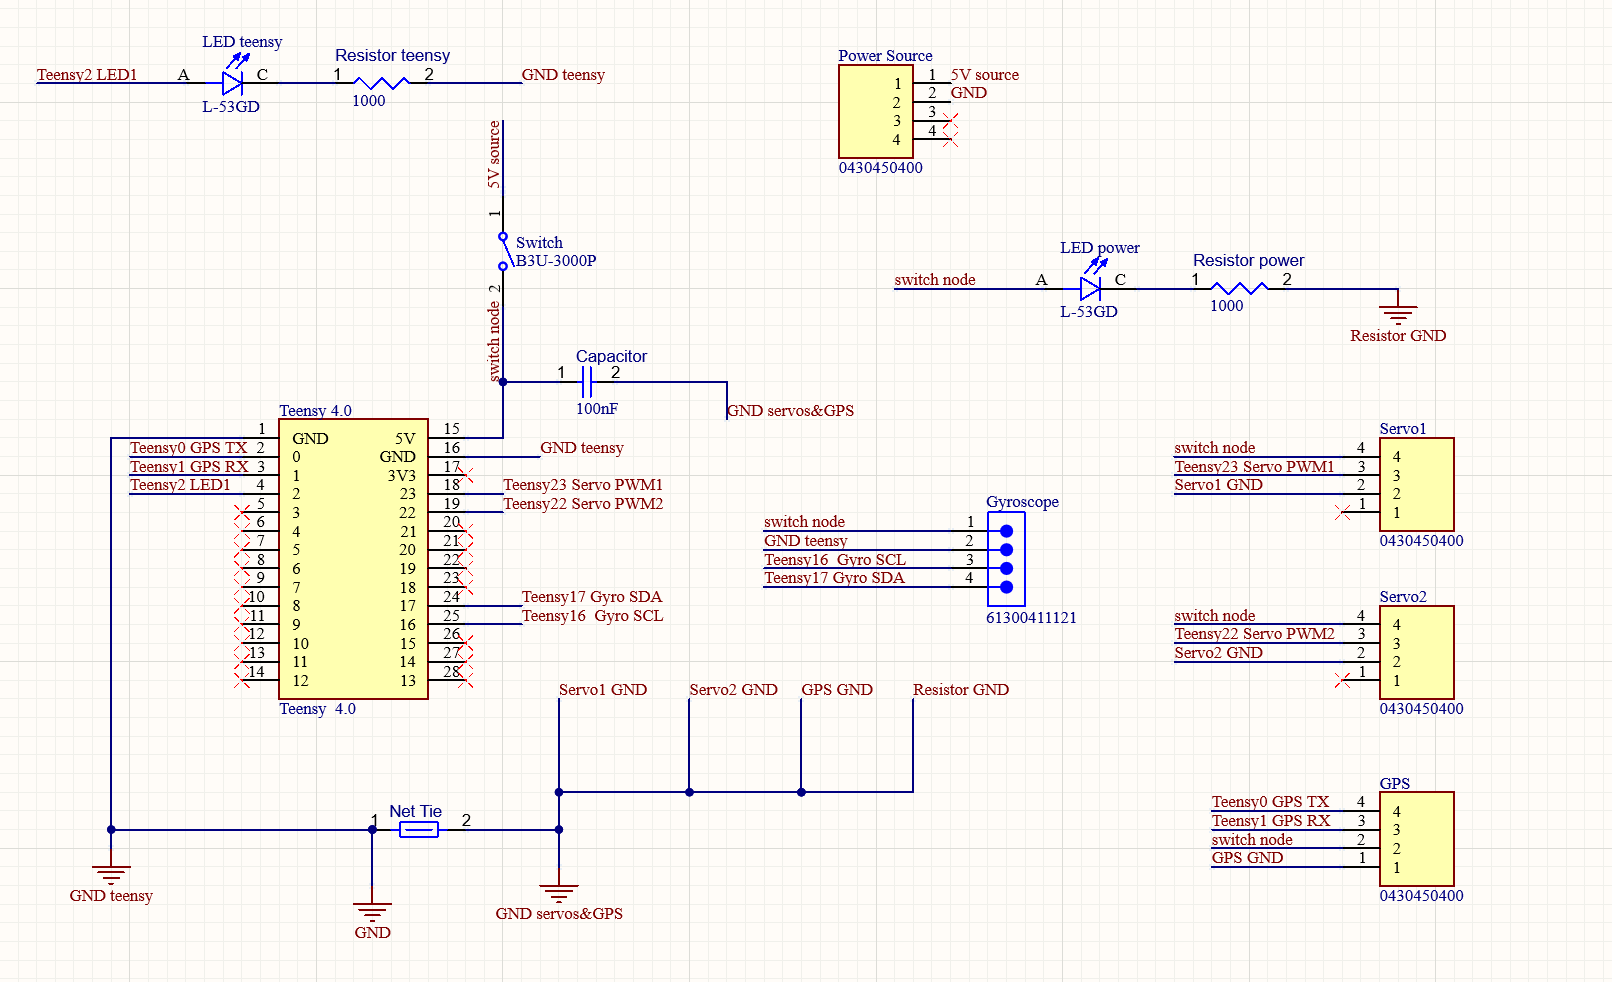 LED teensy
Teensy2 LED1 A C
L-53GD
Resistor teensy
1 2 GND teensy
1000
Power Source
1 1 5V source
2 2 GND
3 3
4 4
0430450400
5V source
1
Switch
B3U-3000P
2
switch node
LED power
switch node A C
L-53GD
Resistor power
1 2
1000
Resistor GND
Capacitor
1 2
100nF
GND servos&GPS
Teensy 4.0
1 GND 5V 15
Teensy0 GPS TX 2 0 GND 16 GND teensy
Teensy1 GPS RX 3 1 3V3 17
Teensy2 LED1 4 2 23 18 Teensy23 Servo PWM1
5 3 22 19 Teensy22 Servo PWM2
6 4 21 20
7 5 20 21
8 6 19 22
9 7 18 23
10 8 17 24 Teensy17 Gyro SDA
11 9 16 25 Teensy16  Gyro SCL
12 10 15 26
13 11 14 27
14 12 13 28
Teensy  4.0
Gyroscope
switch node 1
GND teensy 2
Teensy16  Gyro SCL 3
Teensy17 Gyro SDA 4
61300411121
Servo1
switch node 4 4
Teensy23 Servo PWM1 3 3
Servo1 GND 2 2
1 1
0430450400
Servo2
switch node 4 4
Teensy22 Servo PWM2 3 3
Servo2 GND 2 2
1 1
0430450400
Servo1 GND Servo2 GND GPS GND Resistor GND
Net Tie
1 2
GND teensy
GND
GND servos&GPS
GPS
Teensy0 GPS TX 4 4
Teensy1 GPS RX 3 3
switch node 2 2
GPS GND 1 1
0430450400